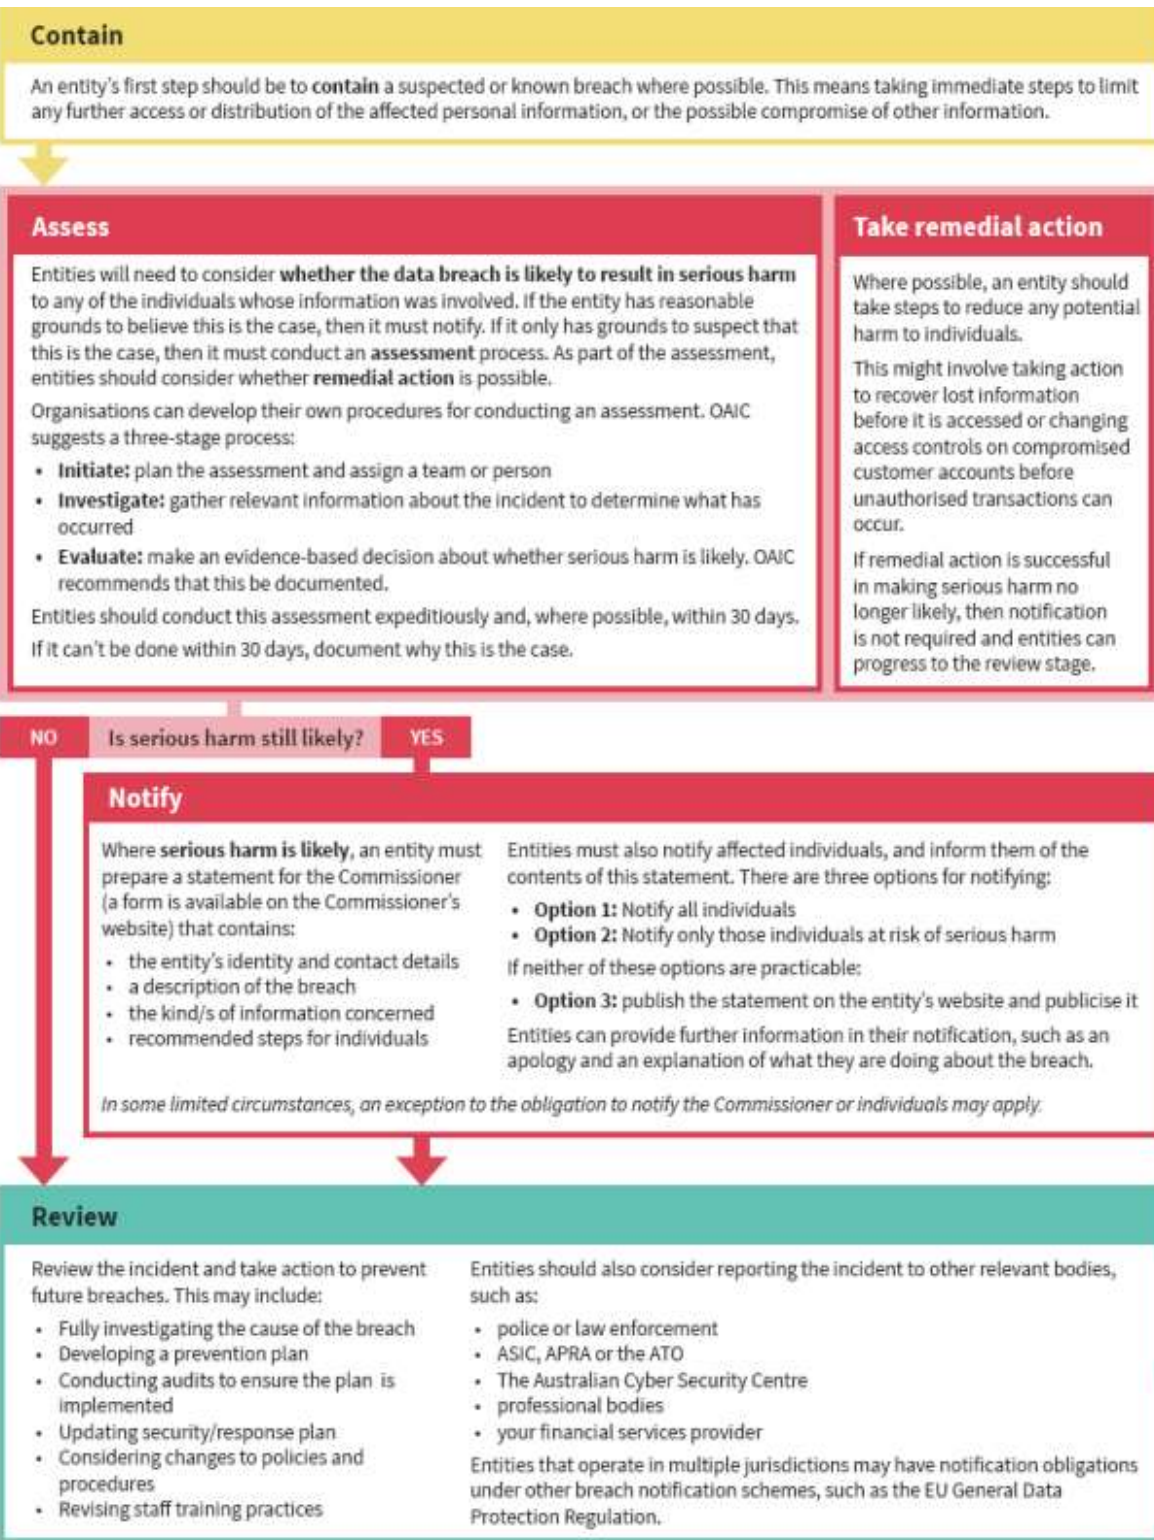 Contain
An entity's first step should be to contain a suspected or known breach where possible. This means taking immediate steps to limit
any further access or distribution of the affected personal information, or the possible compromise of other information.
Assess
Entities will need to consider whether the data breach is likely to result in serious harm
to any of the individuals whose information was involved. If the entity has reasonable
grounds to believe this is the case, then it must notify. If it only has grounds to suspect that
this is the case, then it must conduct an assessment process. As part of the assessment,
entities should consider whether remedial action is possible.
Organisations can develop their own procedures for conducting an assessment. OAIC
suggests a three-stage process:
• Initiate: plan the assessment and assign a team or person
• Investigate: gather relevant information about the incident to determine what has
occurred
• Evaluate: make an evidence-based decision about whether serious harm is likely. OAIC
recommends that this be documented.
Entities should conduct this assessment expeditiously and, where possible, within 30 days.
If it can't be done within 30 days, document why this is the case.
Take remedial action
Where possible, an entity should
take steps to reduce any potential
harm to individuals.
This might involve taking action
to recover lost information
before it is accessed or changing
access controls on compromised
customer accounts before
unauthorised transactions can
occur.
If remedial action is successful
in making serious harm no
longer likely, then notification
is not required and entities can
progress to the review stage.
NO
Is serious harm still likely?
YES
Notify
Where serious harm is likely, an entity must
prepare a statement for the Commissioner
(a form is available on the Commissioner's
website) that contains:
• the entity's identity and contact details
• a description of the breach
• the kind/s of information concerned
• recommended steps for individuals
Entities must also notify affected individuals, and inform them of the
contents of this statement. There are three options for notifying:
• Option 1: Notify all individuals
• Option 2: Notify only those individuals at risk of serious harm
If neither of these options are practicable:
• Option 3: publish the statement on the entity's website and publicise it
Entities can provide further information in their notification, such as an
apology and an explanation of what they are doing about the breach.
In some limited circumstances, an exception to the obligation to notify the Commissioner or individuals may apply.
Review
Review the incident and take action to prevent
future breaches. This may include:
• Fully investigating the cause of the breach
• Developing a prevention plan
• Conducting audits to ensure the plan is
implemented
• Updating security/response plan
• Considering changes to policies and
procedures
• Revising staff training practices
Entities should also consider reporting the incident to other relevant bodies,
such as:
• police or law enforcement
• ASIC, APRA or the ATO
• The Australian Cyber Security Centre
• professional bodies
• your financial services provider
Entities that operate in multiple jurisdictions may have notification obligations
under other breach notification schemes, such as the EU General Data
Protection Regulation.